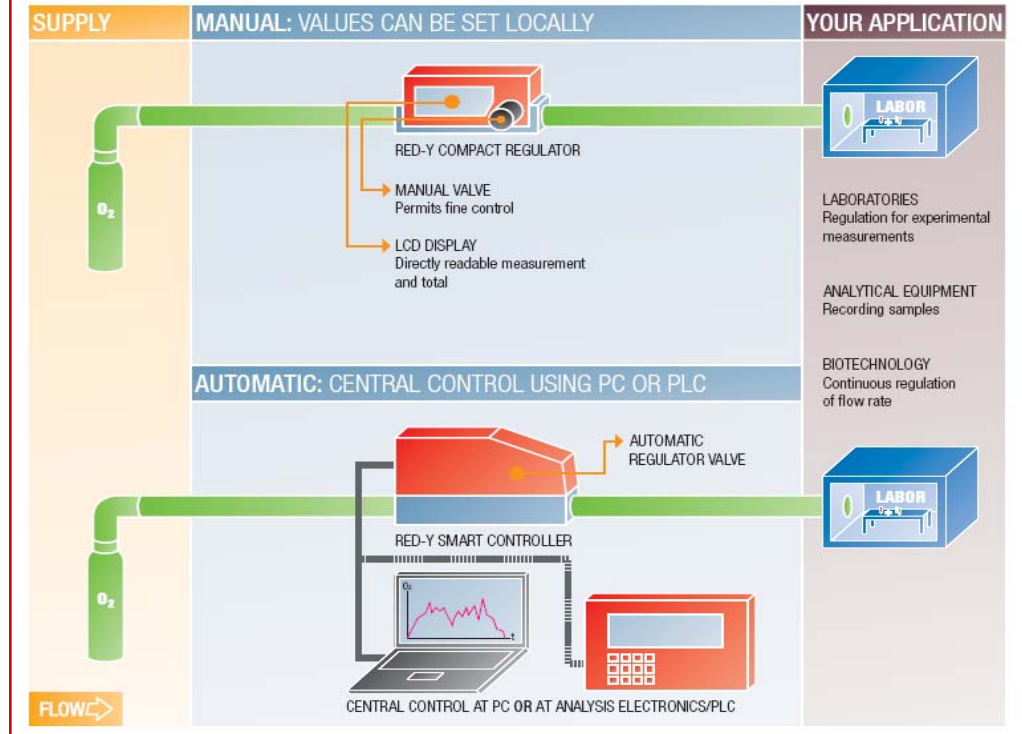 SUPPLY
MANUAL: VALUES CAN BE SET LOCALLY
YOUR APPLICATION
O₂
RED-Y COMPACT REGULATOR
MANUAL VALVE
Permits fine control
LCD DISPLAY
Directly readable measurement
and total
LABOR
LABORATORIES
Regulation for experimental
measurements
ANALYTICAL EQUIPMENT
Recording samples
BIOTECHNOLOGY
Continuous regulation
of flow rate
AUTOMATIC: CENTRAL CONTROL USING PC OR PLC
AUTOMATIC
REGULATOR VALVE
O₂
RED-Y SMART CONTROLLER
O₂
t
LABOR
CENTRAL CONTROL AT PC OR AT ANALYSIS ELECTRONICS/PLC
FLOW